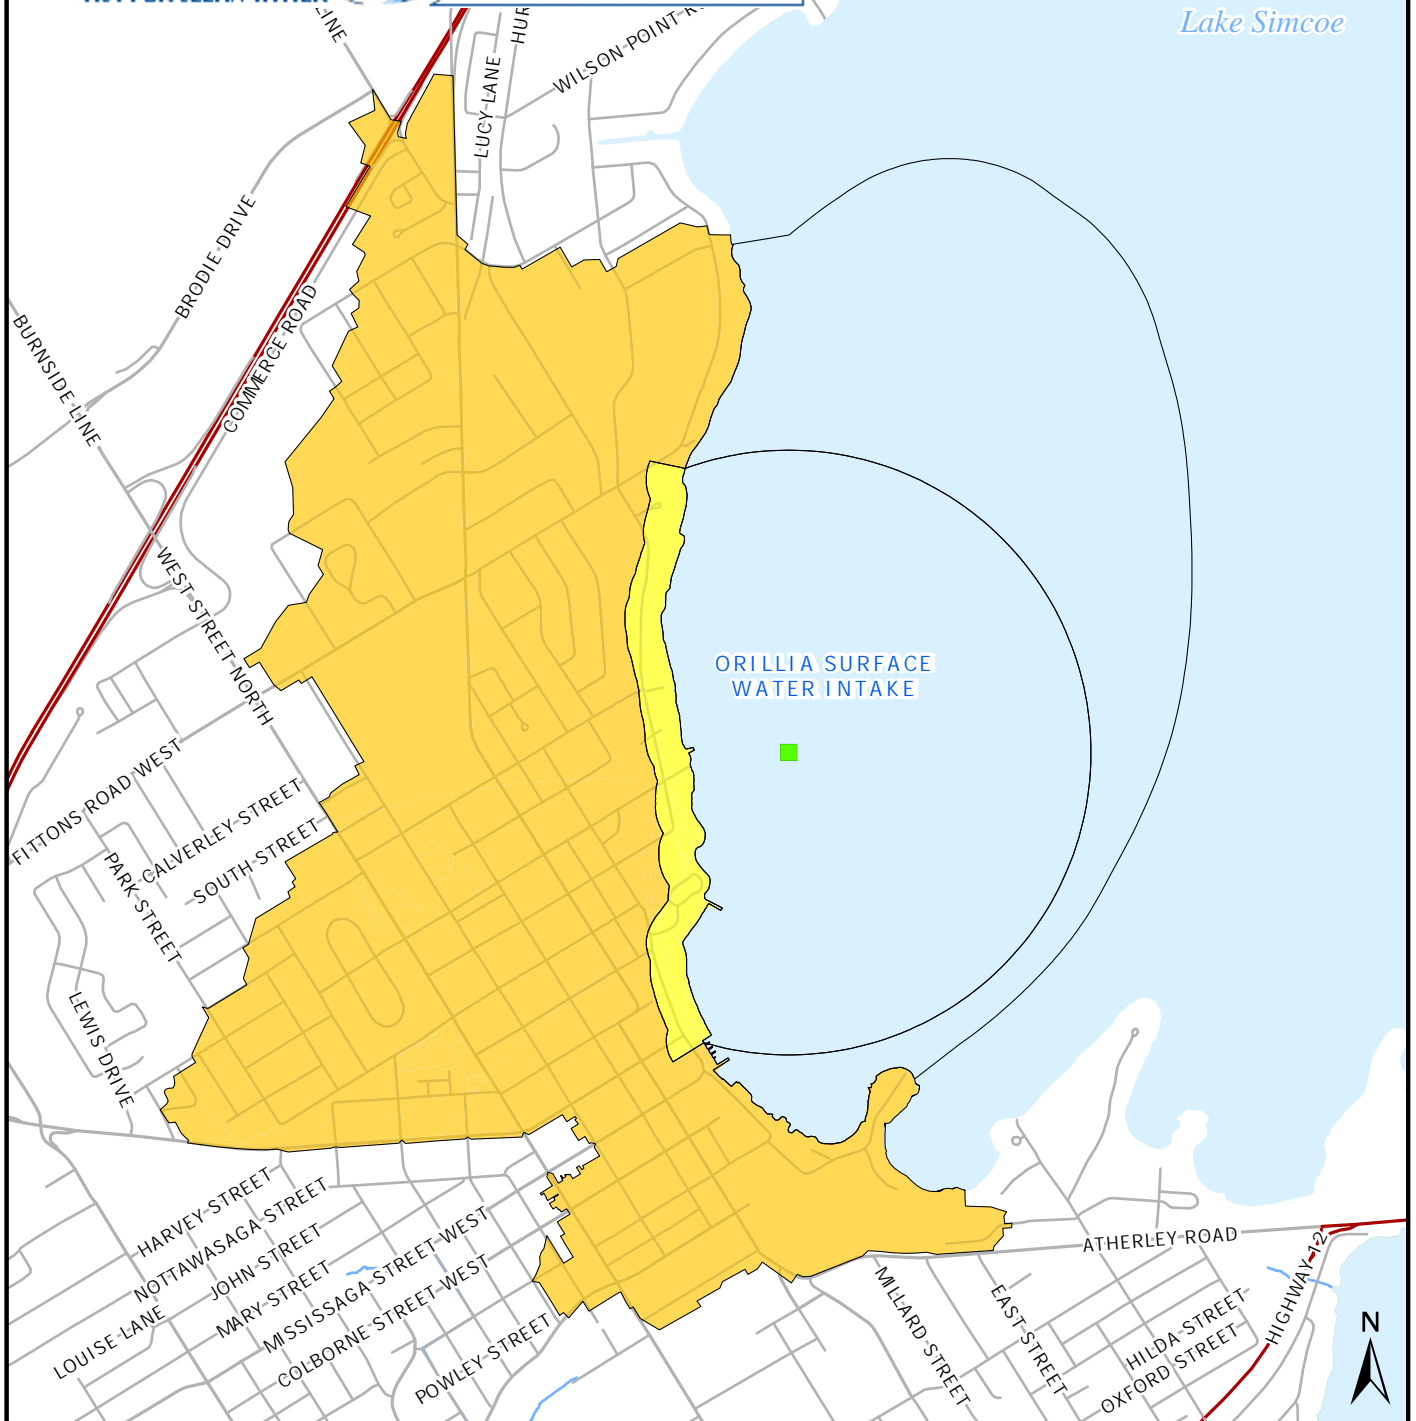 Lake Simcoe
WILSON POINT
LUCY LANE
BRODIE DRIVE
COMMERCE ROAD
BURNSIDE LINE
WEST STREET NORTH
ORILLIA SURFACE
WATER INTAKE
FITTONS ROAD WEST
CALVERLEY STREET
SOUTH STREET
PARK STREET
LEWIS DRIVE
HARVEY STREET
NOTTAWASAGA STREET
JOHN STREET
LOUISE LANE
MARY STREET
MISSISSAGA STREET WEST
COLBORNE STREET WEST
POWLEY STREET
ATHERLEY ROAD
MILLARD STREET
EAST STREET
HILDA STREET
OXFORD STREET
HIGHWAY 12
N